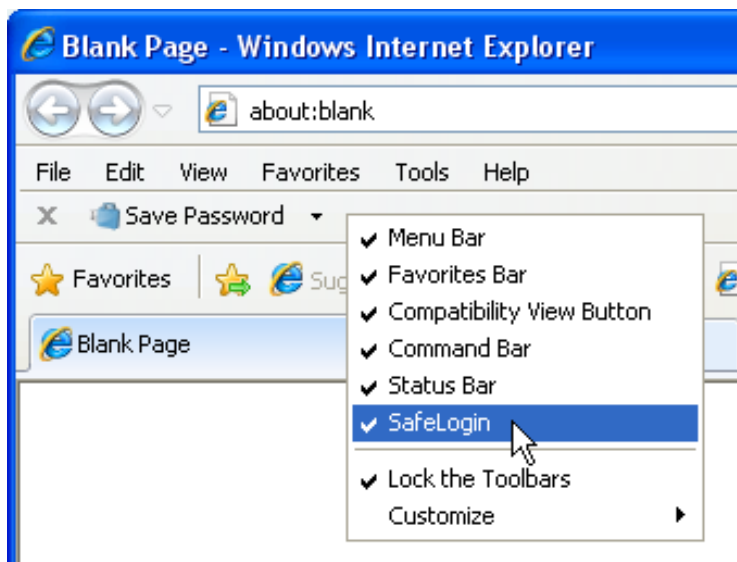 Blank Page - Windows Internet Explorer
about:blank
File Edit View Favorites Tools Help
X Save Password
Menu Bar
Favorites Favorites Bar
Compatibility View Button
Blank Page Command Bar
Status Bar
SafeLogin
Lock the Toolbars
Customize